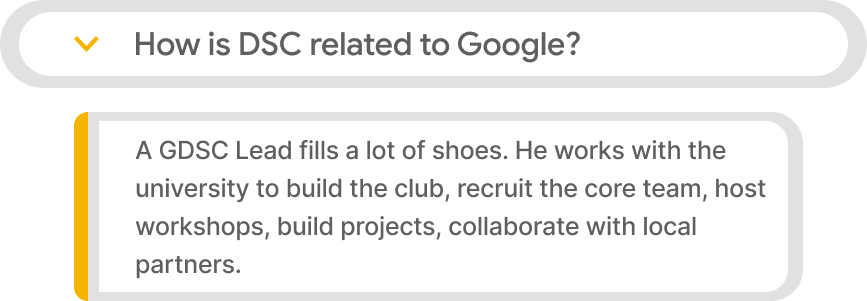 How is DSC related to Google?
A GDSC Lead fills a lot of shoes. He works with the
university to build the club, recruit the core team, host
workshops, build projects, collaborate with local
partners.